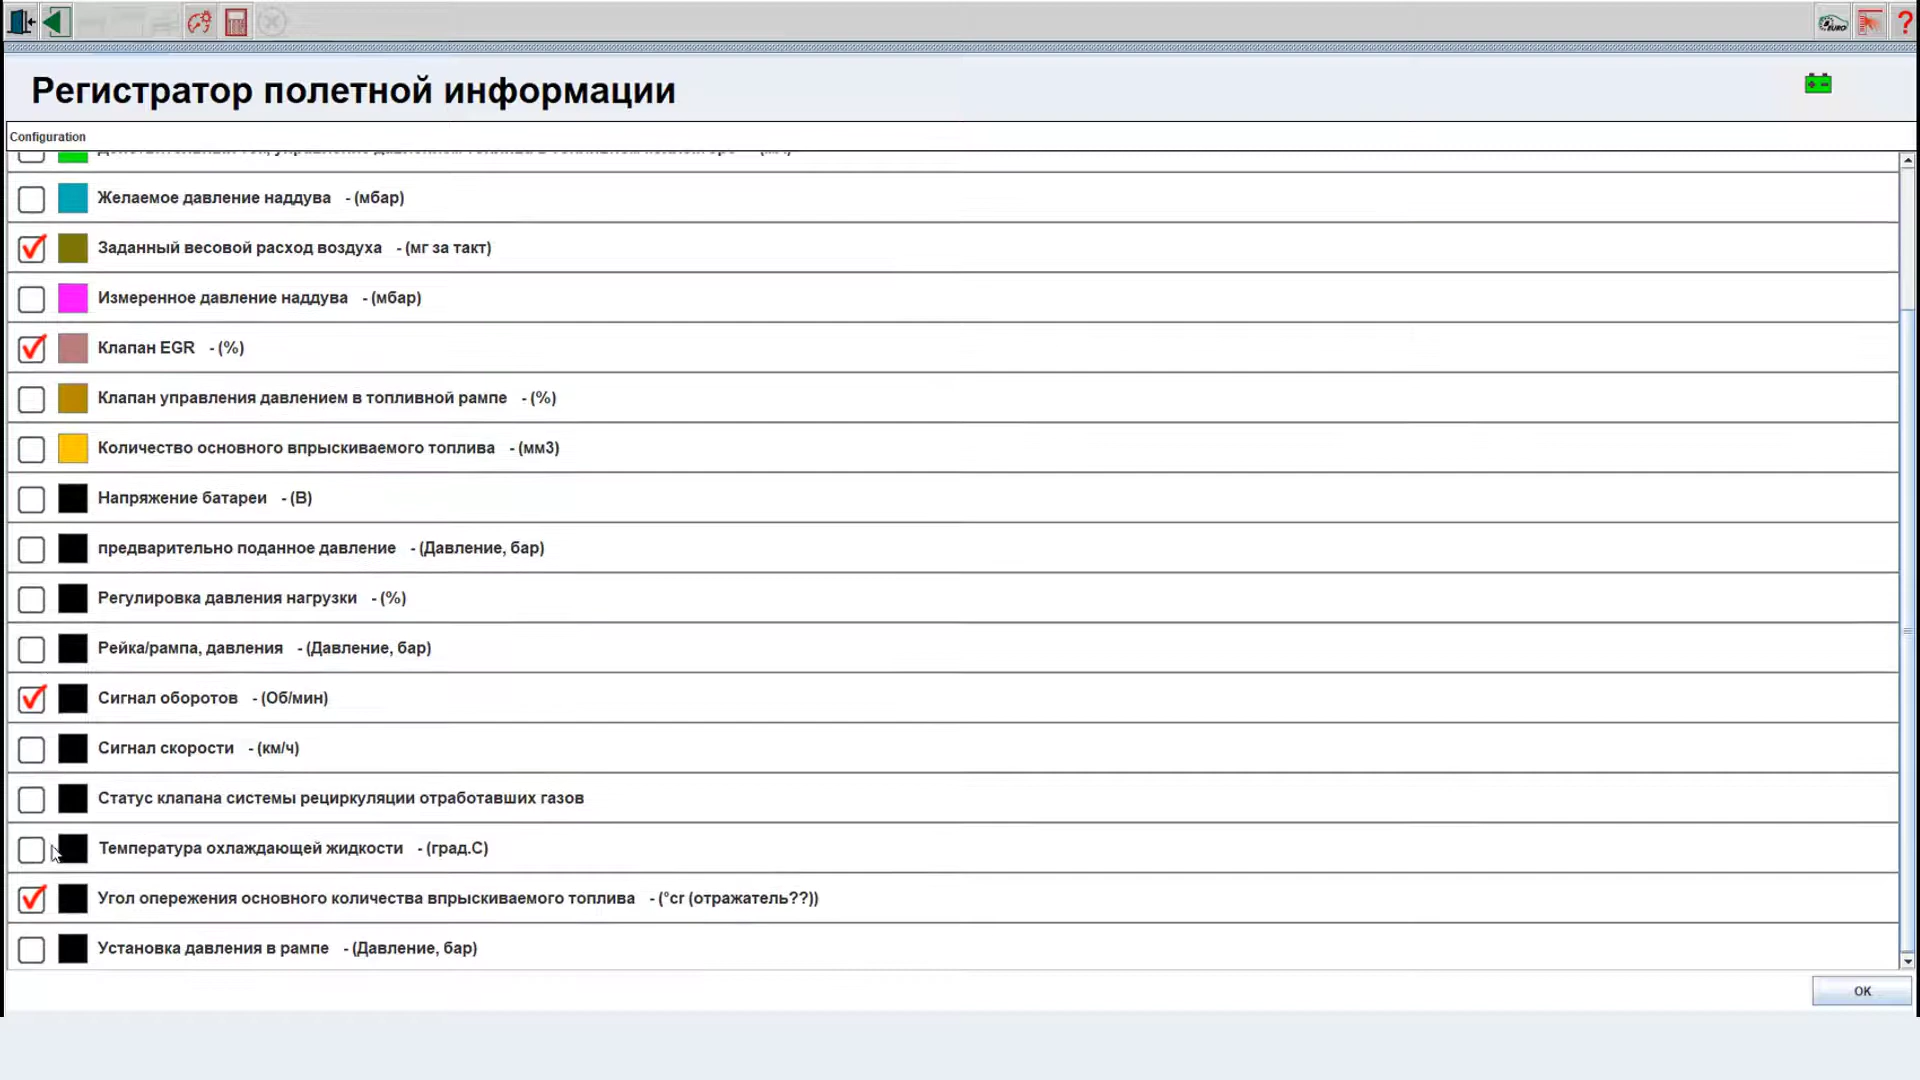 EURO
?
Регистратор полетной информации
Configuration
Желаемое давление наддува - (мбар)
Заданный весовой расход воздуха - (мг за такт)
Измеренное давление наддува - (мбар)
Клапан EGR - (%)
Клапан управления давлением в топливной рампе - (%)
Количество основного впрыскиваемого топлива - (мм3)
Напряжение батареи - (В)
предварительно поданное давление - (Давление, бар)
Регулировка давления нагрузки - (%)
Рейка/рампа, давления - (Давление, бар)
Сигнал оборотов - (Об/мин)
Сигнал скорости - (км/ч)
Статус клапана системы рециркуляции отработавших газов
Температура охлаждающей жидкости - (град.С)
Угол опережения основного количества впрыскиваемого топлива - (°cr (отражатель??))
Установка давления в рампе - (Давление, бар)
OK